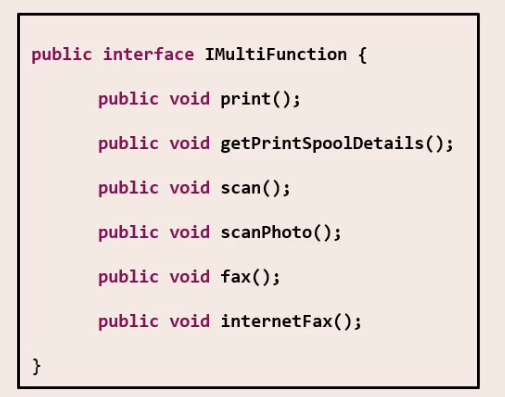 public interface IMultiFunction {
public void print();
public void getPrintSpoolDetails();
public void scan();
public void scanPhoto();
public void fax();
public void internetFax();
}